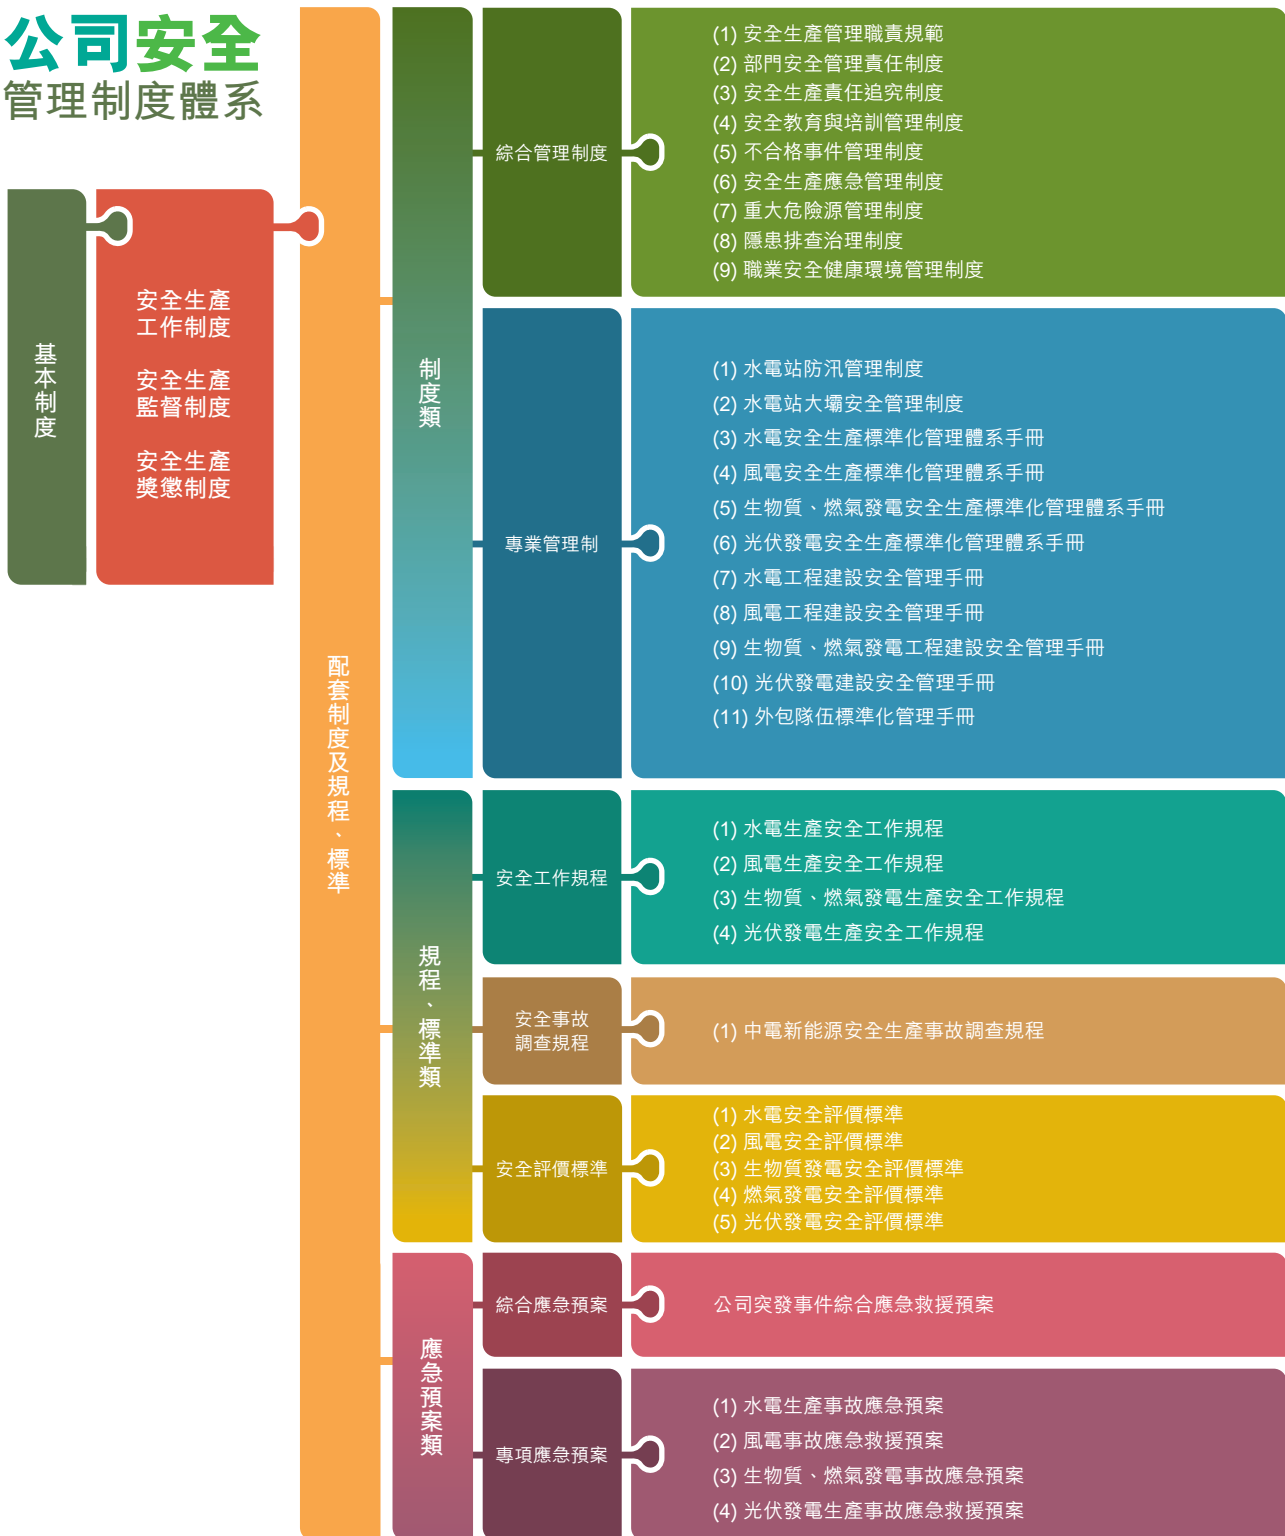 公司安全
管理制度體系
基本制度
安全生產
工作制度
安全生產
監督制度
安全生產
獎懲制度
配套制度及規程、標準
制度類
綜合管理制度
(1) 安全生產管理職責規範
(2) 部門安全管理責任制度
(3) 安全生產責任追究制度
(4) 安全教育與培訓管理制度
(5) 不合格事件管理制度
(6) 安全生產應急管理制度
(7) 重大危險源管理制度
(8) 隱患排查治理制度
(9) 職業安全健康環境管理制度
專業管理制
(1) 水電站防汛管理制度
(2) 水電站大壩安全管理制度
(3) 水電安全生產標準化管理體系手冊
(4) 風電安全生產標準化管理體系手冊
(5) 生物質、燃氣發電安全生產標準化管理體系手冊
(6) 光伏發電安全生產標準化管理體系手冊
(7) 水電工程建設安全管理手冊
(8) 風電工程建設安全管理手冊
(9) 生物質、燃氣發電工程建設安全管理手冊
(10) 光伏發電建設安全管理手冊
(11) 外包隊伍標準化管理手冊
規程、標準類
安全工作規程
(1) 水電生產安全工作規程
(2) 風電生產安全工作規程
(3) 生物質、燃氣發電生產安全工作規程
(4) 光伏發電生產安全工作規程
安全事故
調查規程
(1) 中電新能源安全生產事故調查規程
安全評價標準
(1) 水電安全評價標準
(2) 風電安全評價標準
(3) 生物質發電安全評價標準
(4) 燃氣發電安全評價標準
(5) 光伏發電安全評價標準
應急預案類
綜合應急預案
公司突發事件綜合應急救援預案
專項應急預案
(1) 水電生產事故應急預案
(2) 風電事故應急救援預案
(3) 生物質、燃氣發電事故應急預案
(4) 光伏發電生產事故應急救援預案